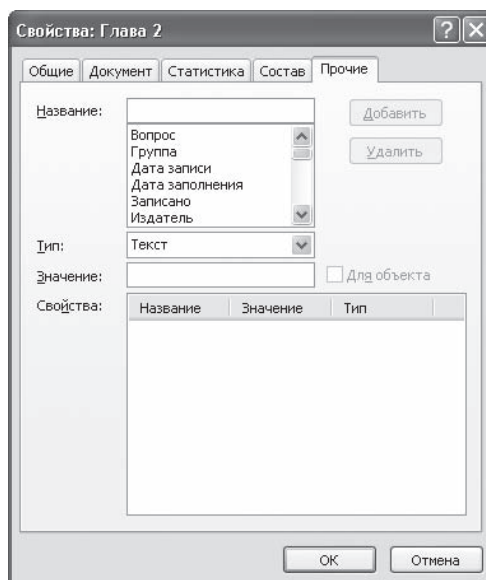 Свойства: Глава 2
Общие Документ Статистика Состав Прочие
Название:
Добавить
Удалить
Вопрос
Группа
Дата записи
Дата заполнения
Записано
Издатель
Тип: Текст
Значение: Для объекта
Свойства: Название Значение Тип
ОК Отмена